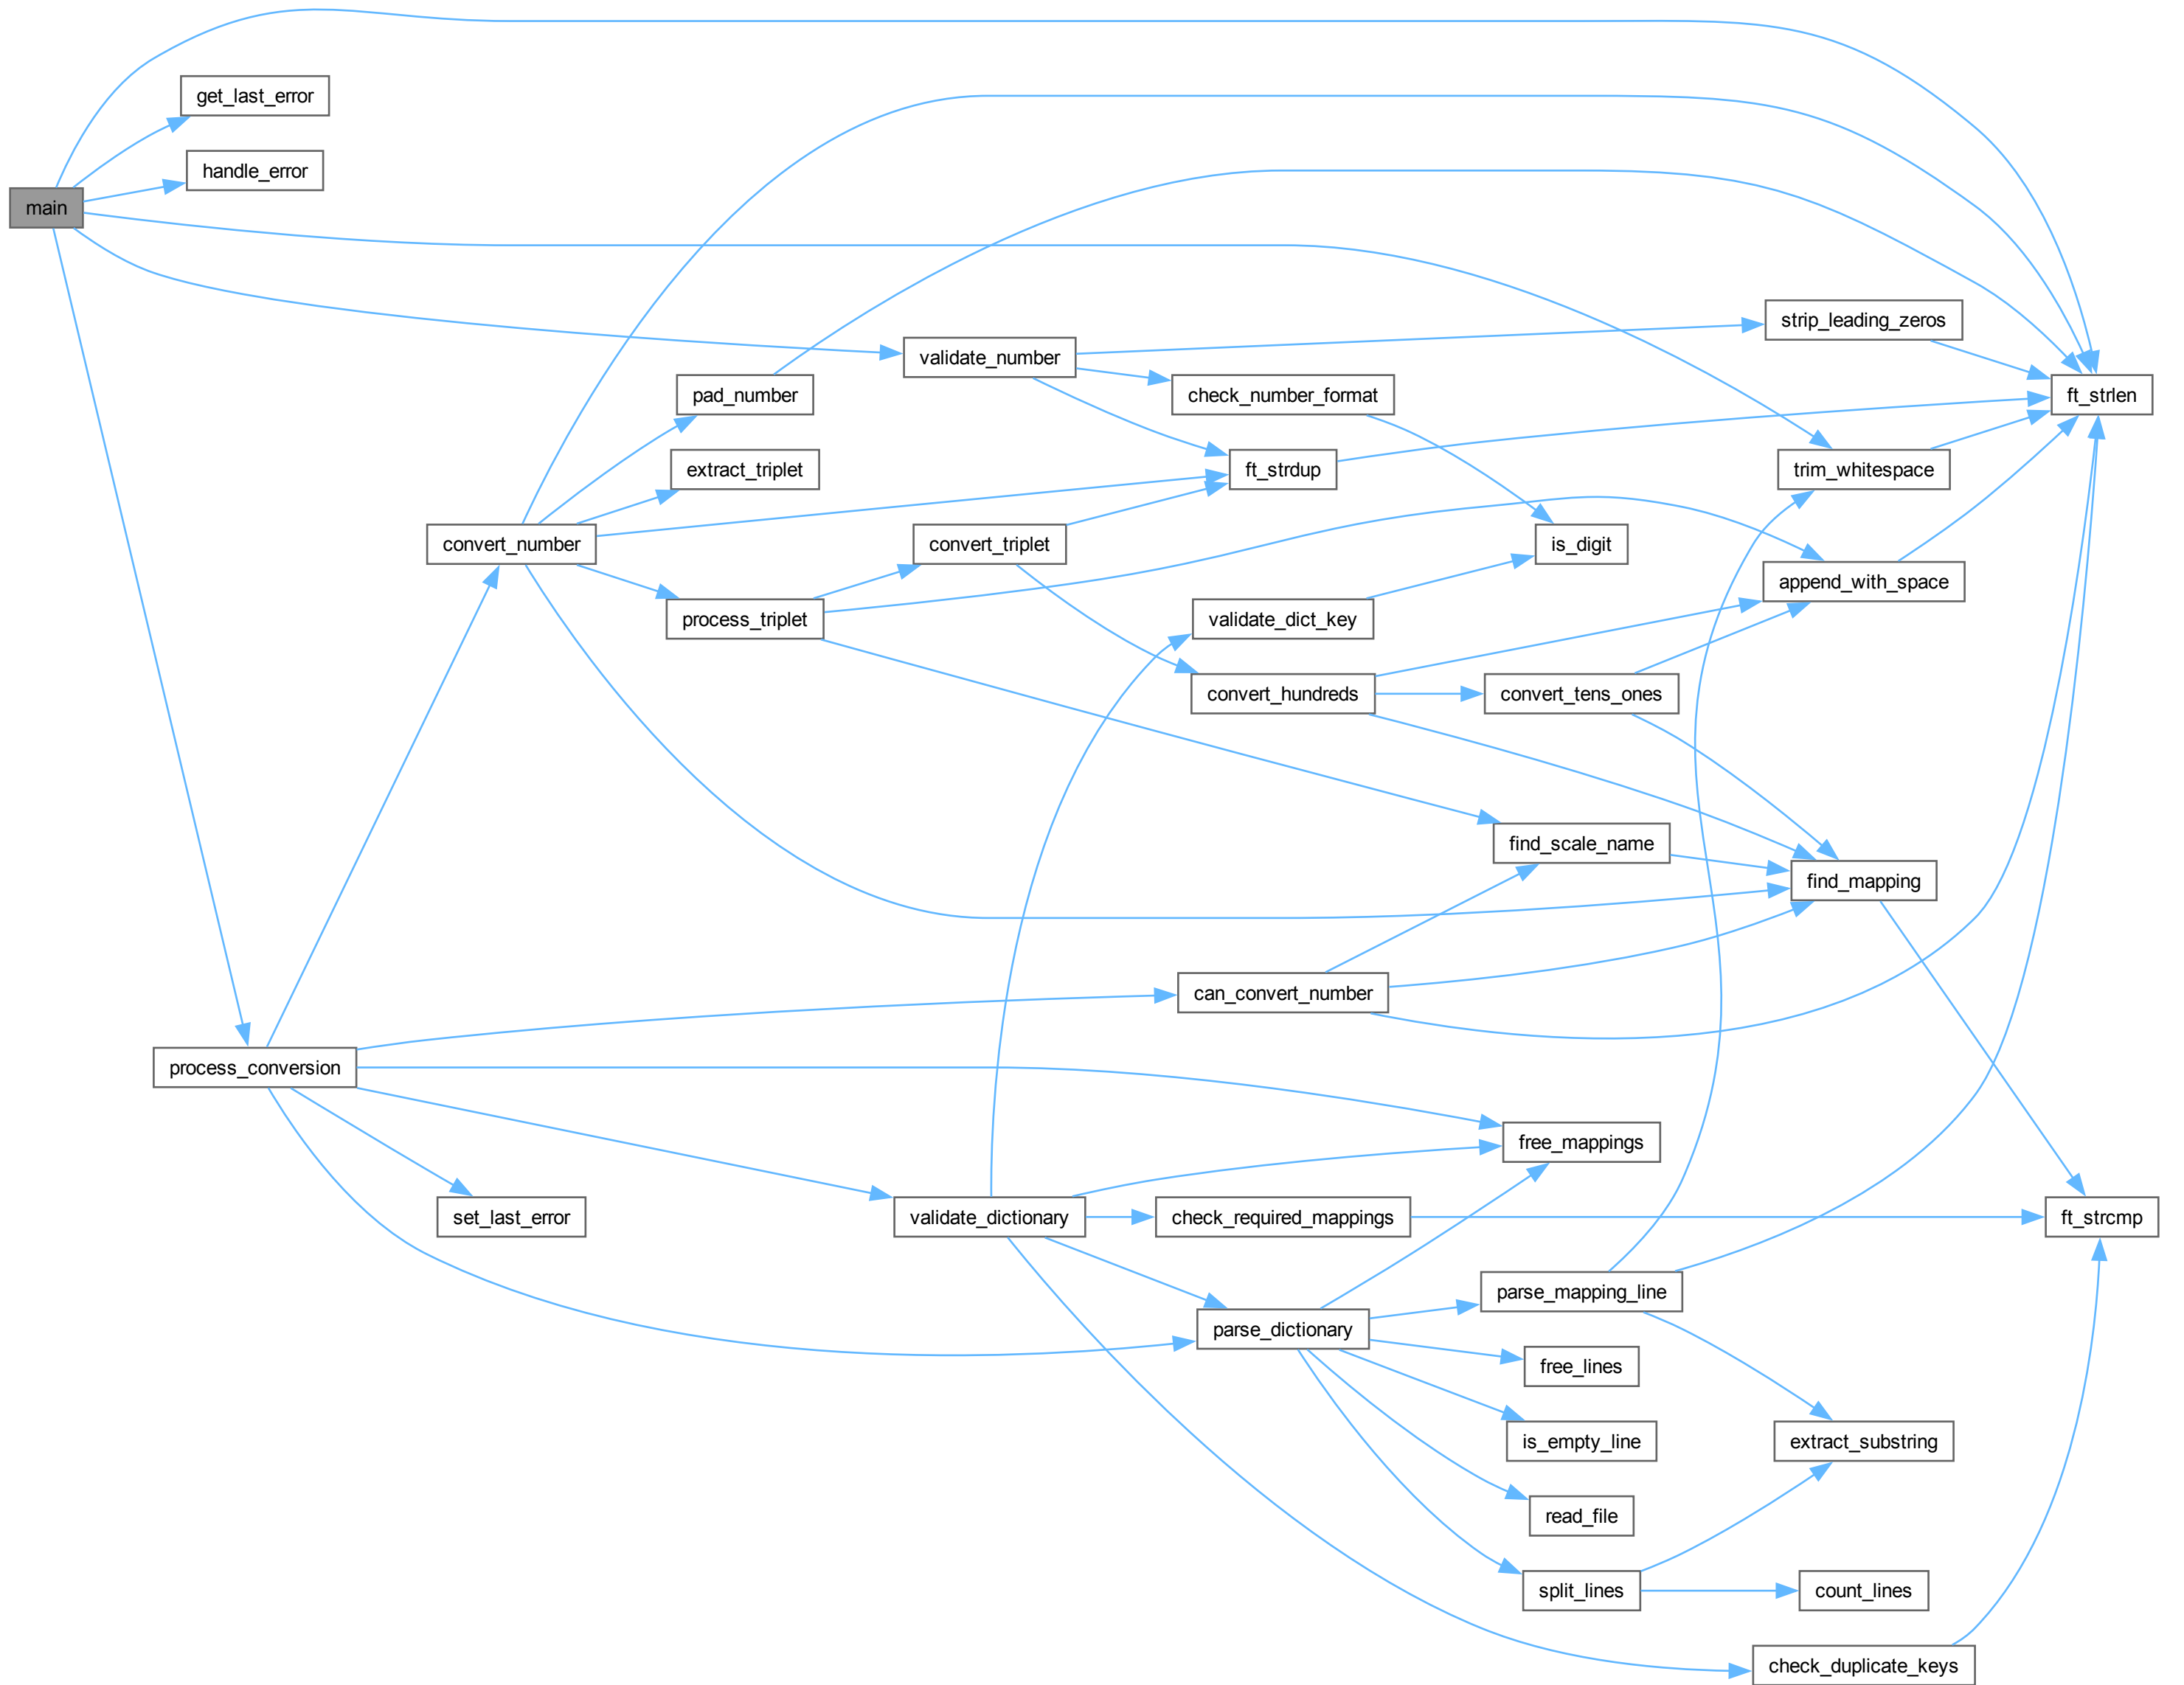 get_last_error
handle_error
main
strip_leading_zeros
validate_number
pad_number
check_number_format
ft_strlen
extract_triplet
ft_strdup
trim_whitespace
convert_number
convert_triplet
is_digit
append_with_space
process_triplet
validate_dict_key
convert_hundreds
convert_tens_ones
find_scale_name
find_mapping
can_convert_number
process_conversion
free_mappings
set_last_error
validate_dictionary
check_required_mappings
ft_strcmp
parse_mapping_line
parse_dictionary
free_lines
is_empty_line
extract_substring
read_file
split_lines
count_lines
check_duplicate_keys